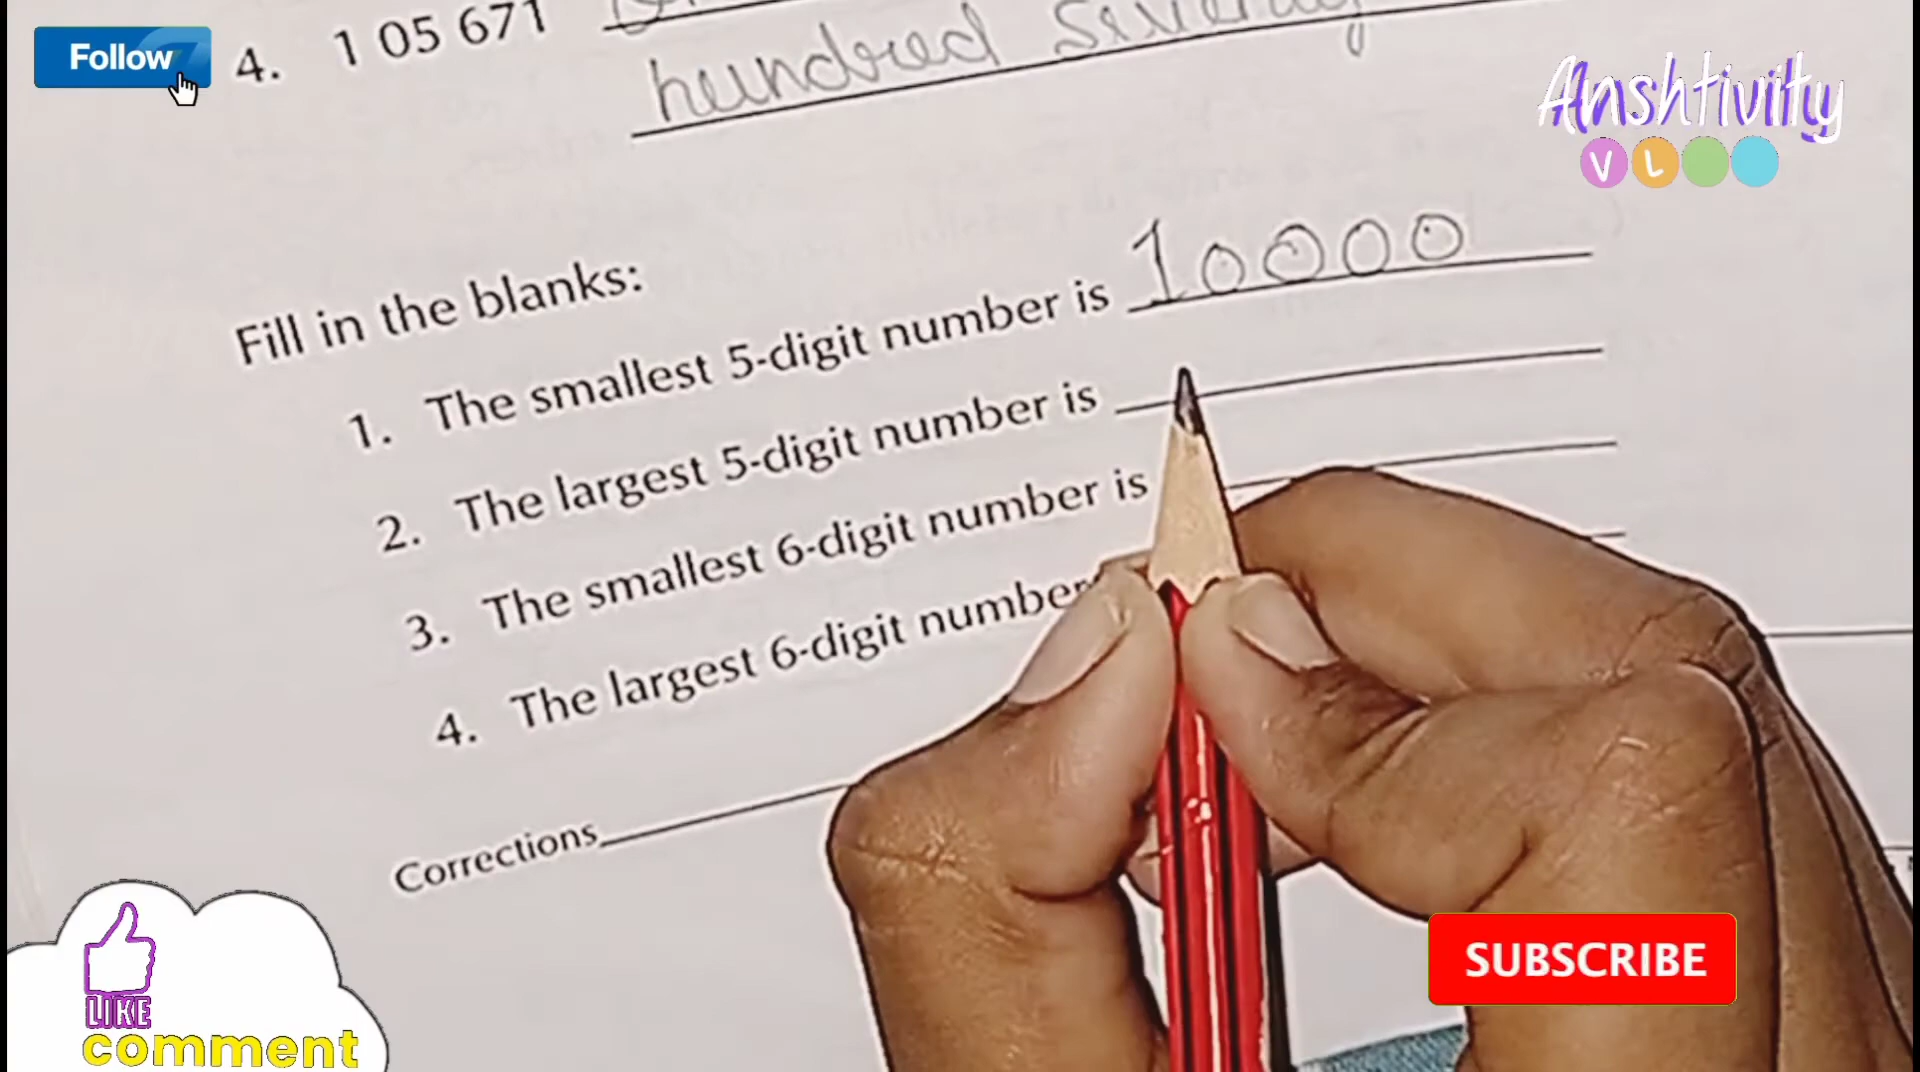 Follow
4. 1 05 671
hundred seventy
Anshtivity
VL
Fill in the blanks:
1. The smallest 5-digit number is 10000
2. The largest 5-digit number is
3. The smallest 6-digit number is
4. The largest 6-digit number
Corrections
LIKE
comment
SUBSCRIBE